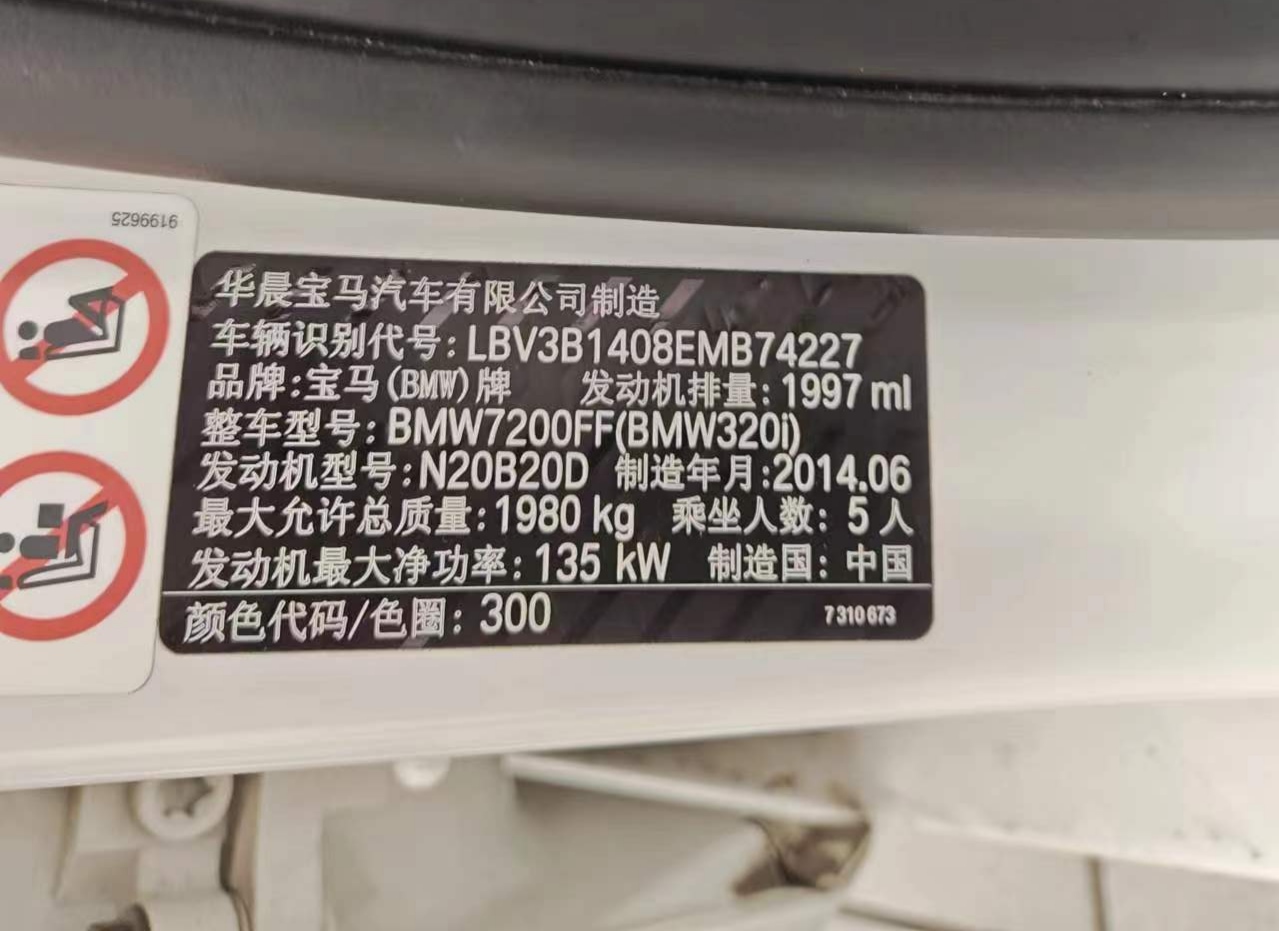 9199625
华晨宝马汽车有限公司制造
车辆识别代号:LBV3B1408EMB74227
品牌:宝马(BMW)牌 发动机排量:1997 ml
整车型号:BMW7200FF(BMW320i)
发动机型号:N20B20D 制造年月:2014.06
最大允许总质量:1980 kg 乘坐人数:5人
发动机最大净功率:135 kW 制造国:中国
颜色代码/色圈:300 7310673